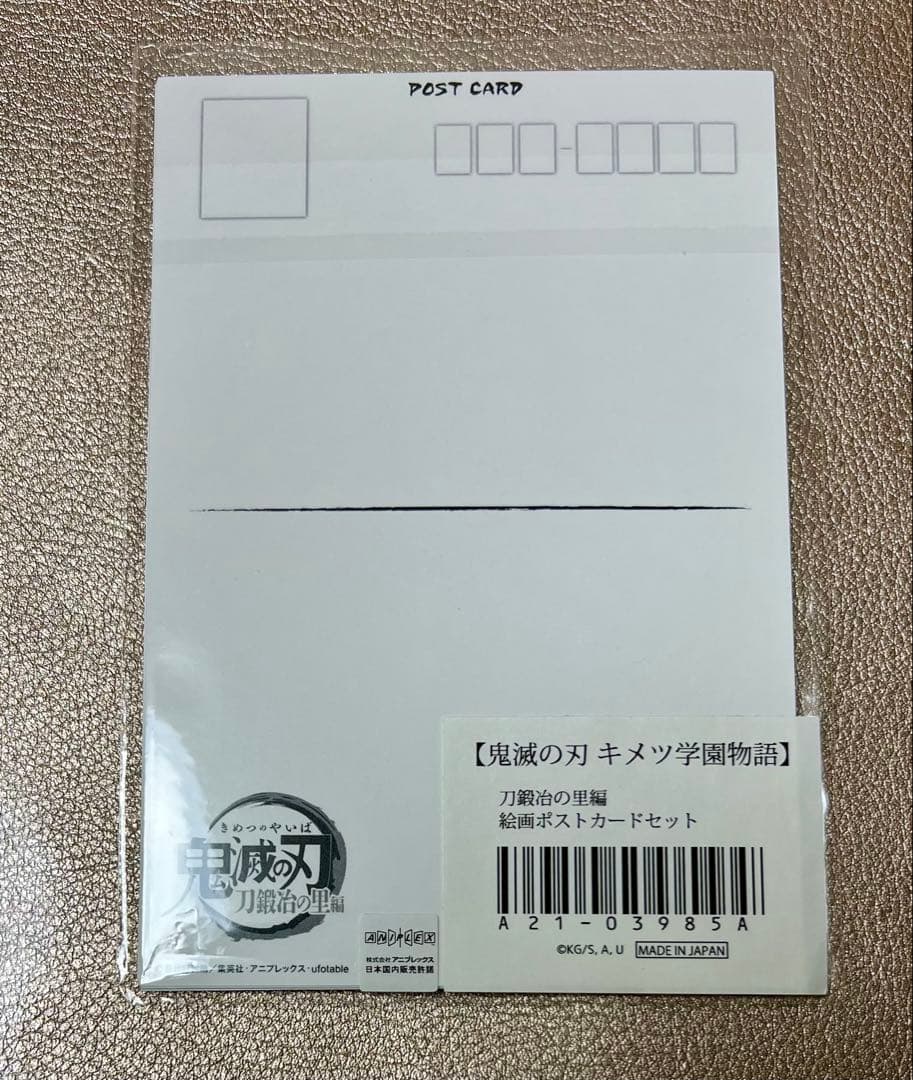 POST CARD
【鬼滅の刃 キメツ学園物語】
刀鍛冶の里編
絵画ポストカードセット
A21-03985A
©KG/S, A, U MADE IN JAPAN
きめつのやいば
鬼滅の刃
刀鍛冶の里編
／集英社・アニプレックス・ufotable
ANIPLEX
株式会社アニプレックス
日本国内販売許諾